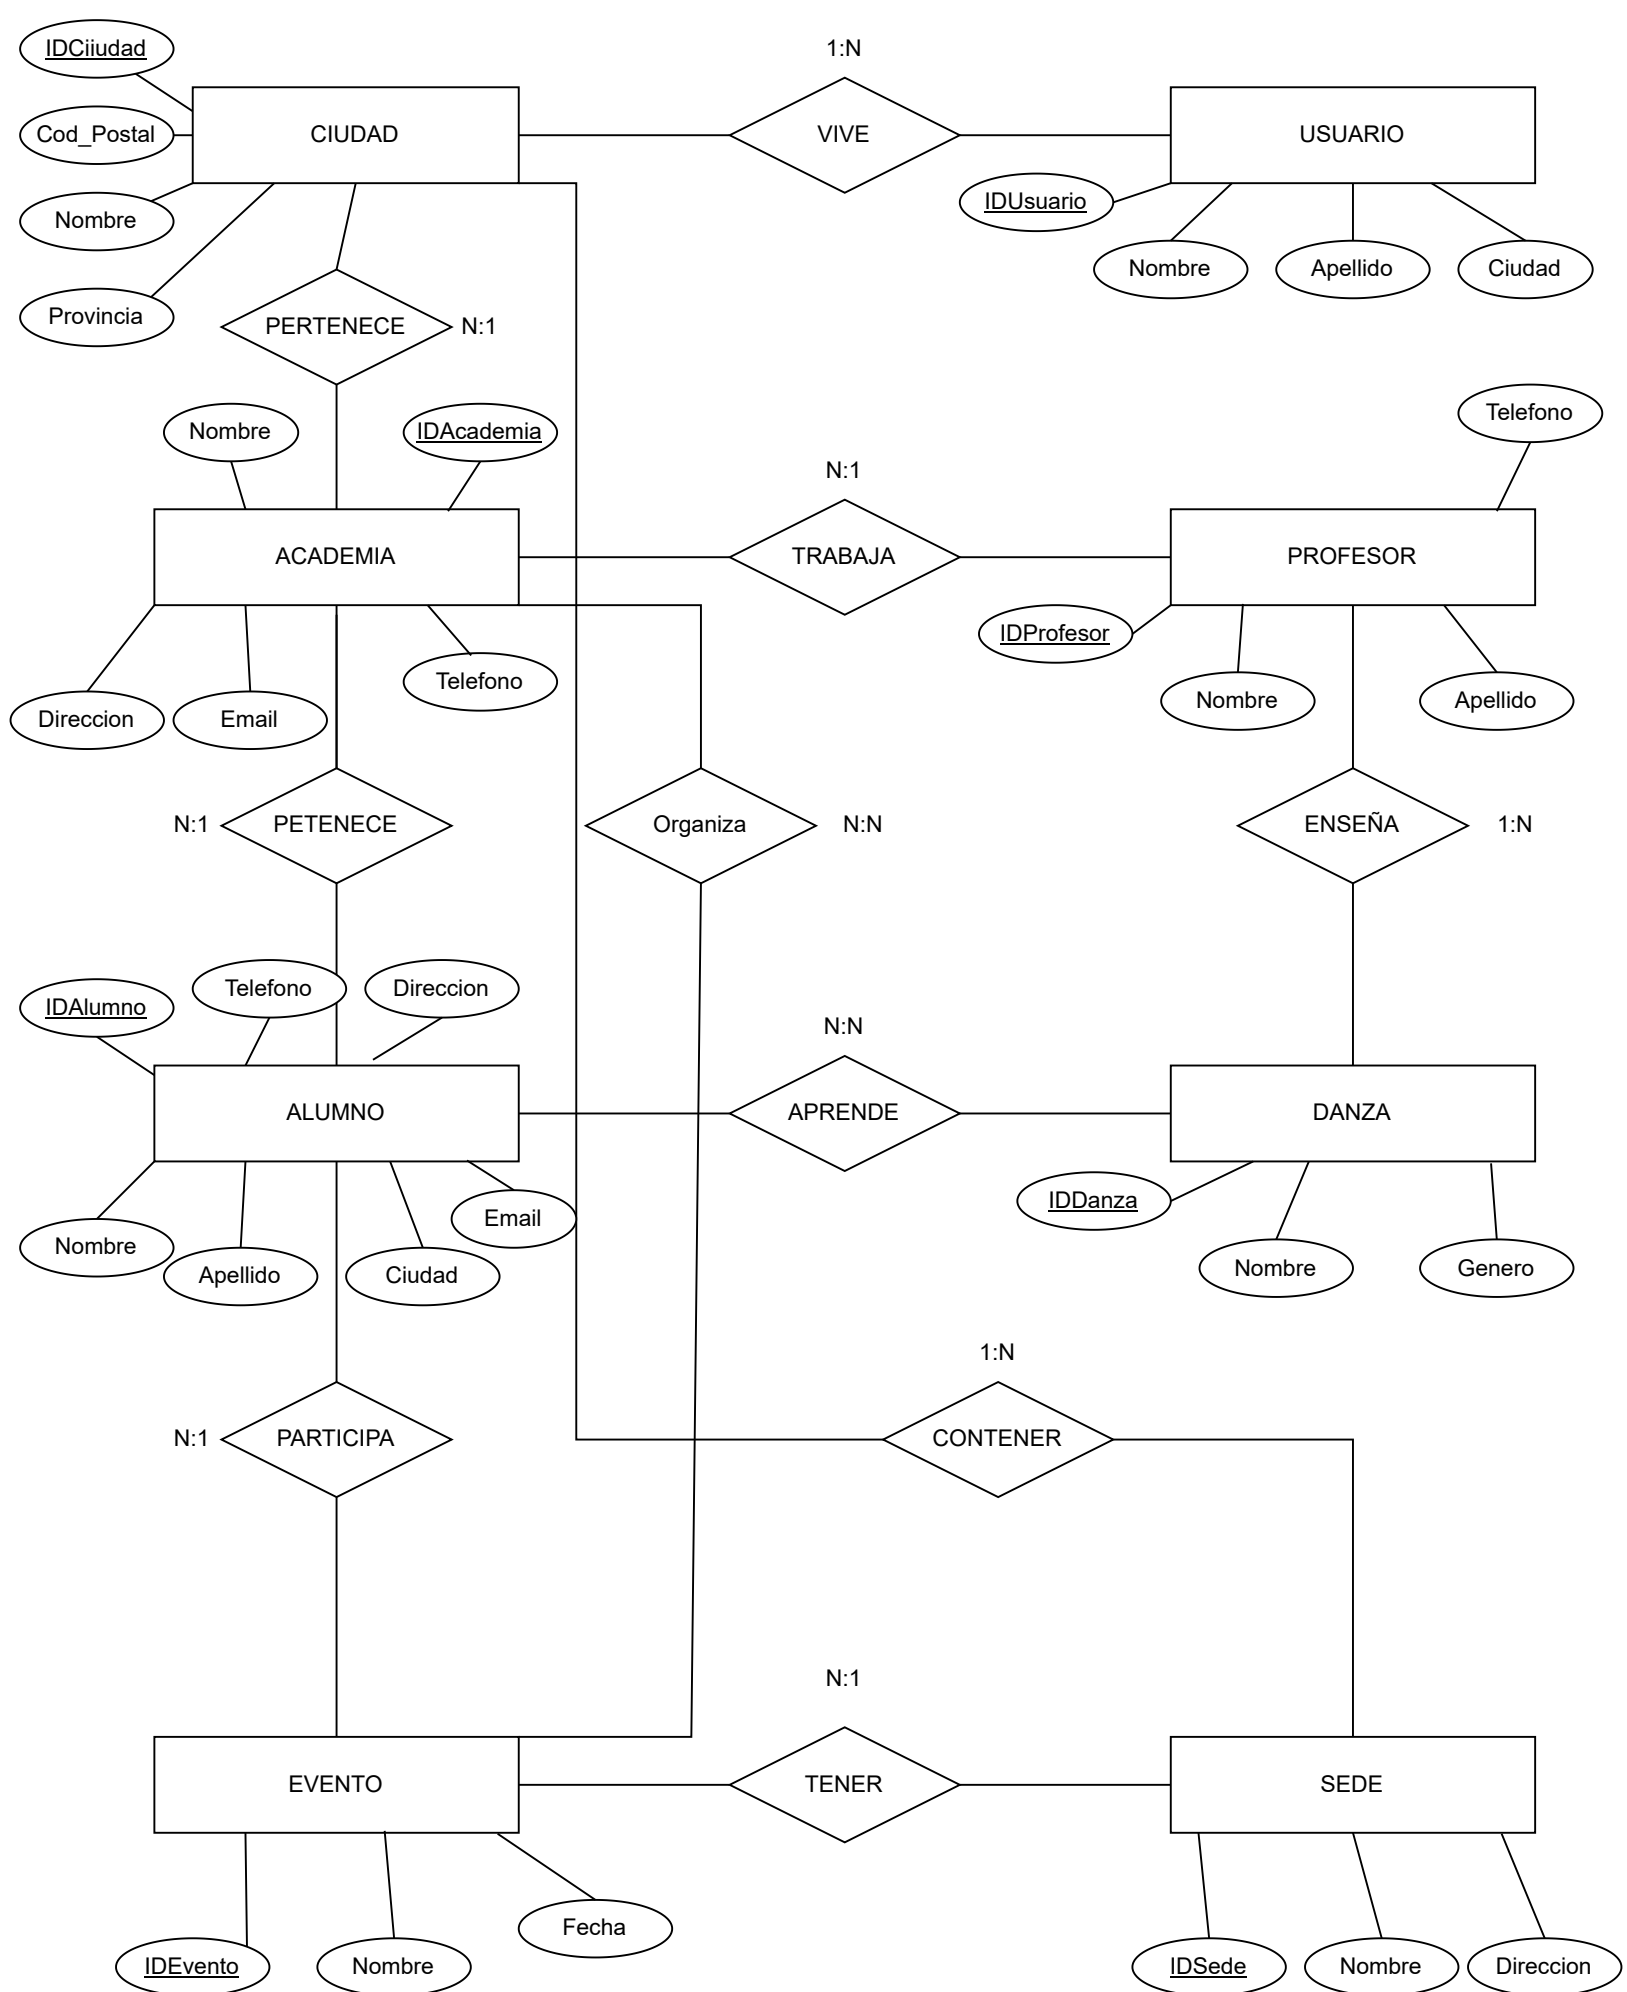 IDCiiudad
1:N
CIUDAD
VIVE
USUARIO
Cod_Postal
IDUsuario
Nombre
Nombre
Apellido
Ciudad
Provincia
PERTENECE
N:1
Telefono
Nombre
IDAcademia
N:1
ACADEMIA
TRABAJA
PROFESOR
IDProfesor
Telefono
Nombre
Apellido
Direccion
Email
N:1
PETENECE
Organiza
N:N
ENSEÑA
1:N
IDAlumno
Telefono
Direccion
N:N
ALUMNO
APRENDE
DANZA
IDDanza
Email
Nombre
Apellido
Ciudad
Nombre
Genero
1:N
N:1
PARTICIPA
CONTENER
N:1
EVENTO
TENER
SEDE
Fecha
IDEvento
Nombre
IDSede
Nombre
Direccion